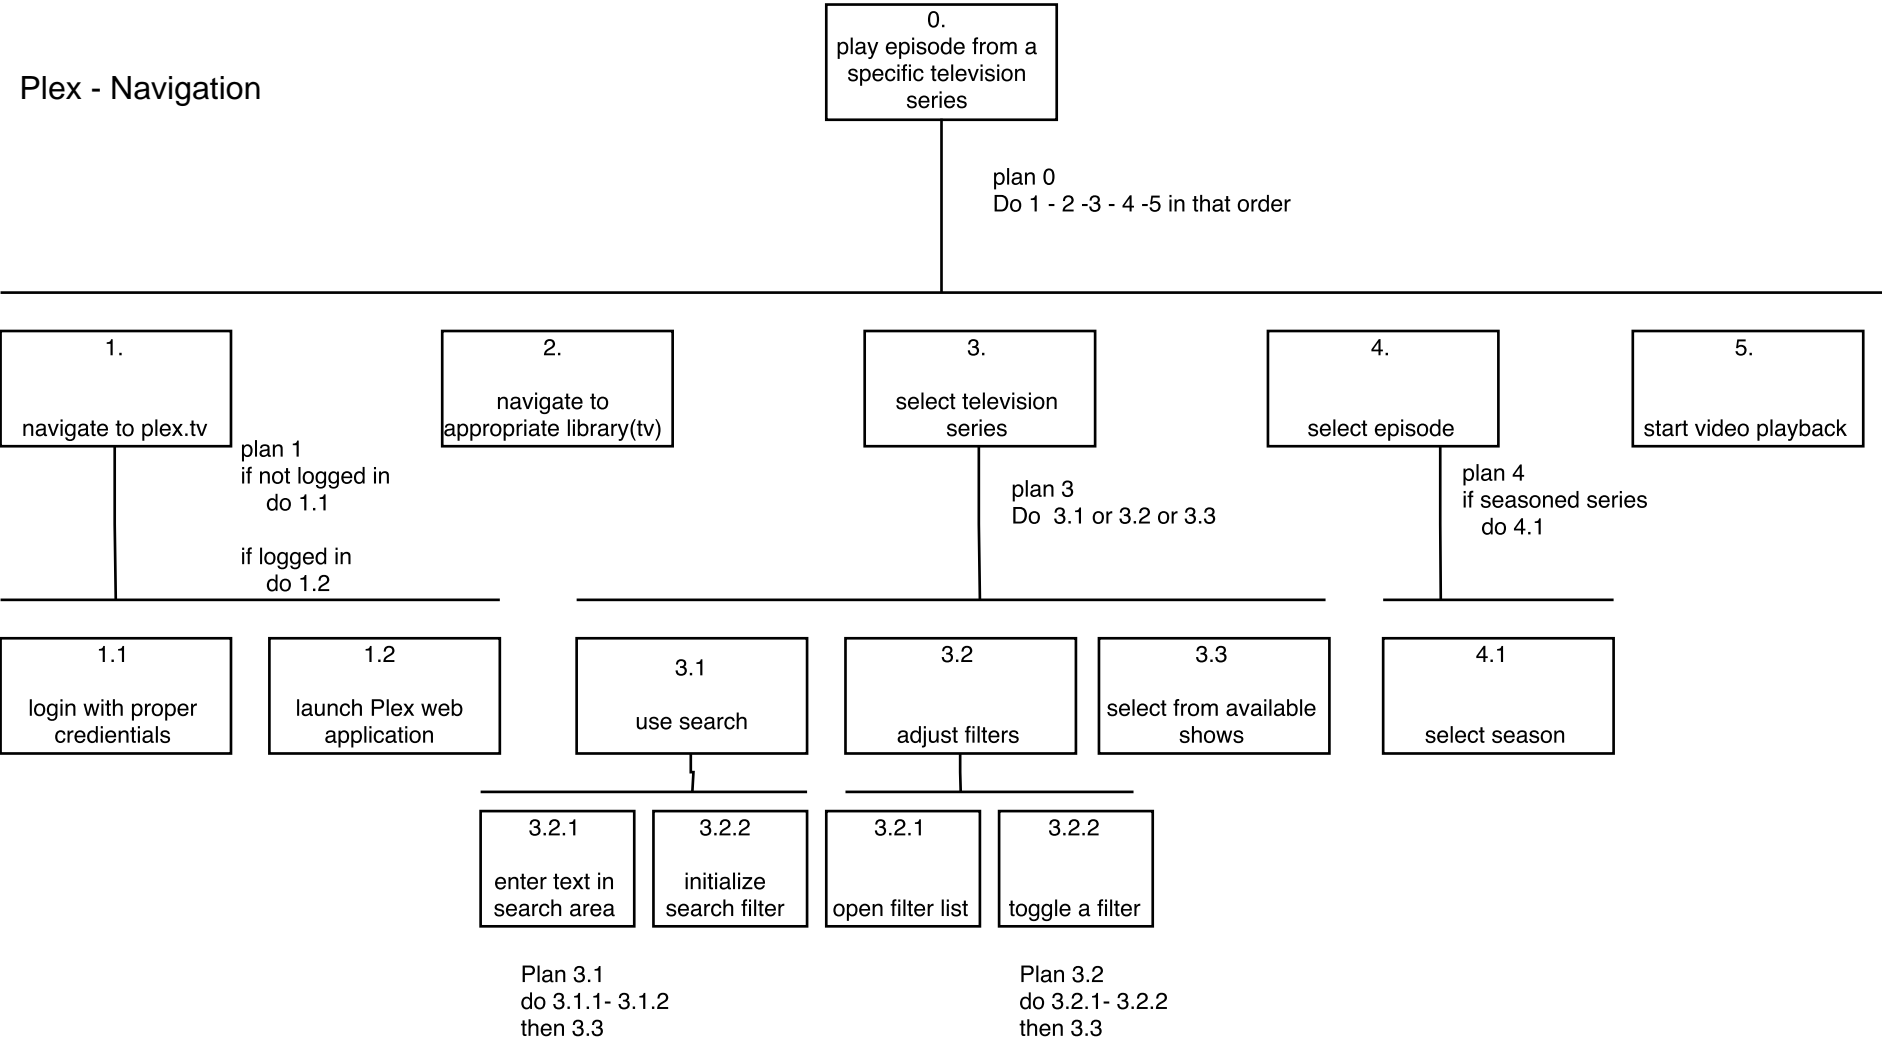 Plex - Navigation
0.
play episode from a
specific television
series
plan 0
Do 1 - 2 -3 - 4 -5 in that order
1.
navigate to plex.tv
2.
navigate to
appropriate library(tv)
3.
select television
series
4.
select episode
5.
start video playback
plan 1
if not logged in
do 1.1
if logged in
do 1.2
plan 3
Do  3.1 or 3.2 or 3.3
plan 4
if seasoned series
do 4.1
1.1
login with proper
credientials
1.2
launch Plex web
application
3.1
use search
3.2
adjust filters
3.3
select from available
shows
4.1
select season
3.2.1
enter text in
search area
3.2.2
initialize
search filter
3.2.1
open filter list
3.2.2
toggle a filter
Plan 3.1
do 3.1.1- 3.1.2
then 3.3
Plan 3.2
do 3.2.1- 3.2.2
then 3.3